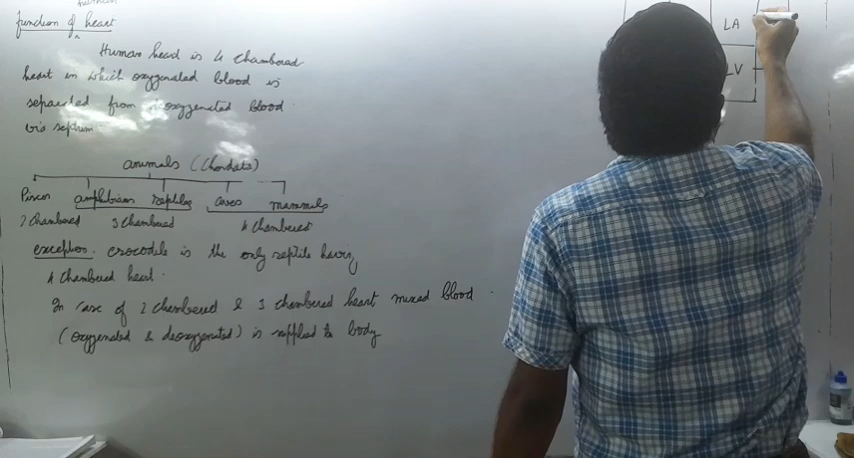 function of heart
Human heart is 4 chambered
heart in which oxygenated blood is
separated from deoxygenated blood.
via septum
animals (Chordata)
Pisces amphibians reptiles aves mammals
2 chambered 3 chambered 4 chambered
exception. crocodile is the only reptile having
4 chambered heart.
In case of 2 chambered & 3 chambered heart mixed blood
(oxygenated & deoxygenated) is supplied to body
LA
LV